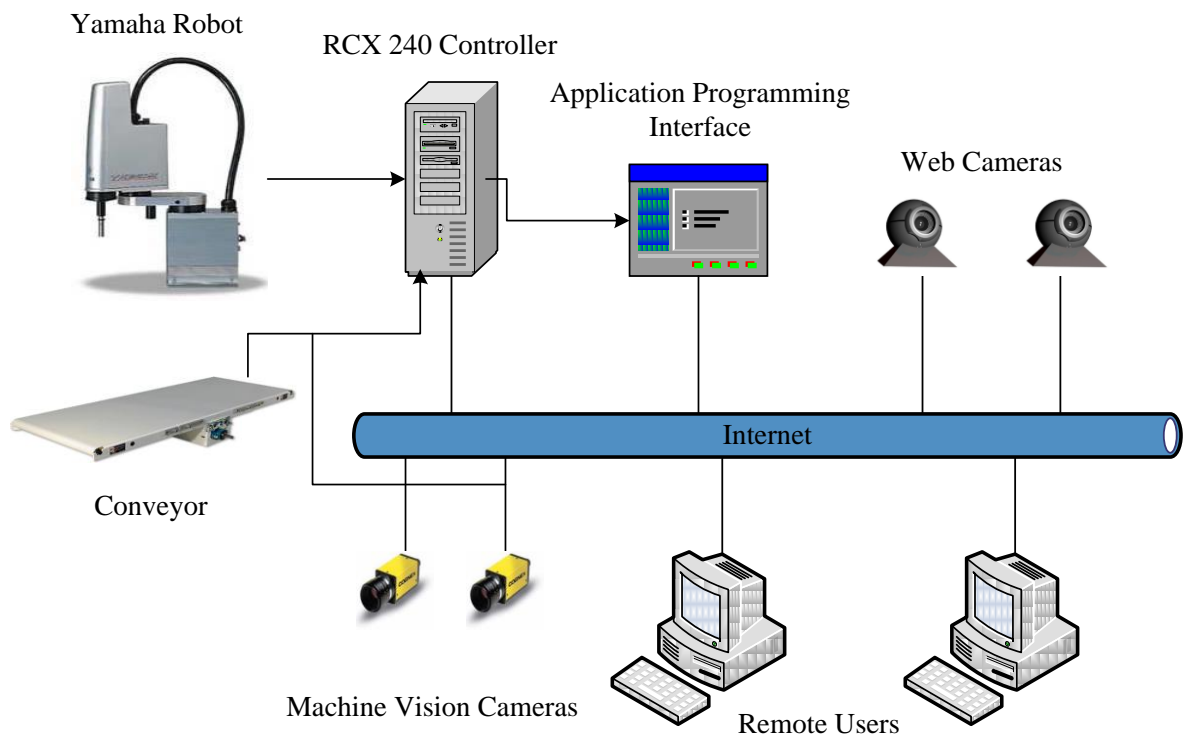 Yamaha Robot
RCX 240 Controller
Application Programming
Interface
Web Cameras
Internet
Conveyor
Machine Vision Cameras
Remote Users